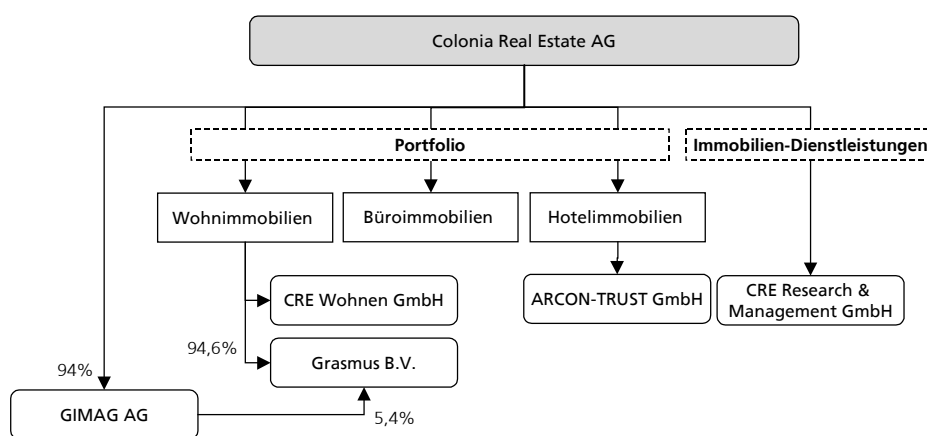 Colonia Real Estate AG
Portfolio
Immobilien-Dienstleistungen
Wohnimmobilien
Büroimmobilien
Hotelimmobilien
CRE Wohnen GmbH
ARCON-TRUST GmbH
CRE Research &
Management GmbH
94,6%
Grasmus B.V.
94%
GIMAG AG
5,4%